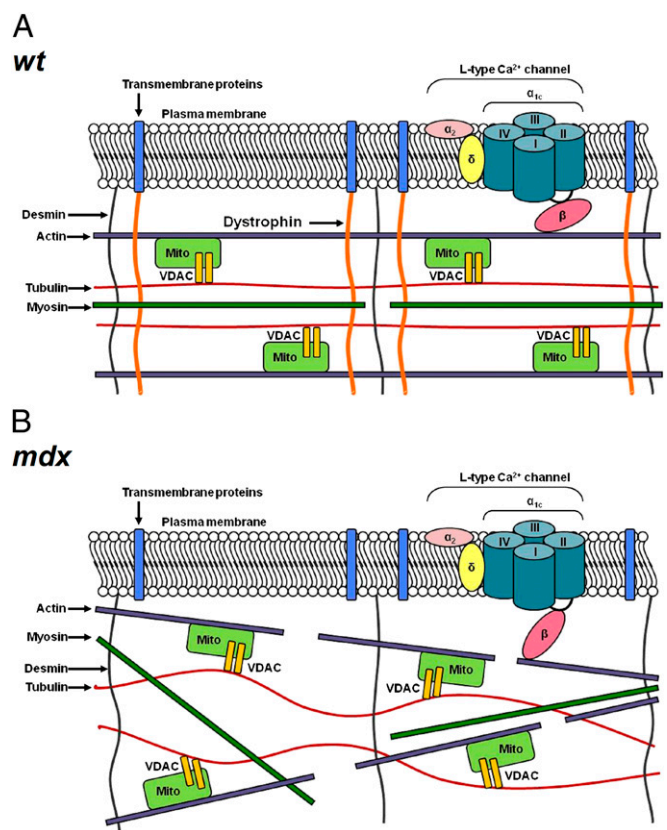 A
wt
L-type Ca²⁺ channel
Transmembrane proteins
α₁c
Plasma membrane
III
α₂
IV
II
I
δ
Desmin
Dystrophin
β
Actin
Mito
Mito
VDAC
VDAC
Tubulin
Myosin
VDAC
VDAC
Mito
Mito
B
mdx
L-type Ca²⁺ channel
Transmembrane proteins
α₁c
Plasma membrane
III
α₂
IV
II
I
δ
Actin
Myosin
Mito
β
Mito
VDAC
Desmin
Tubulin
VDAC
Mito
VDAC
VDAC
Mito